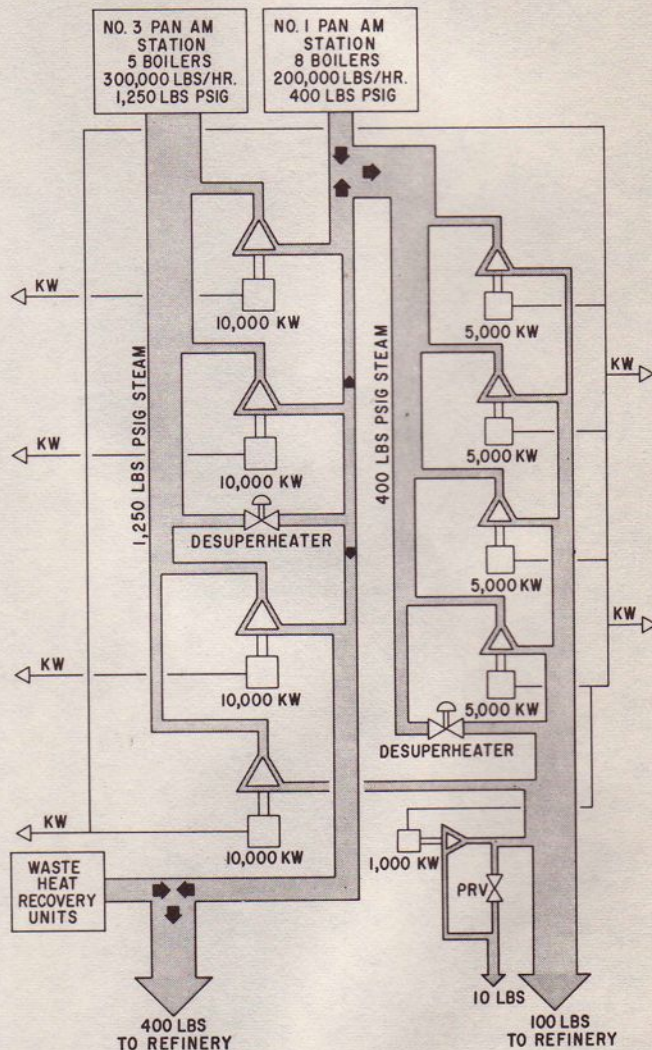 NO. 3 PAN AM
STATION
5 BOILERS
300,000 LBS/HR.
1,250 LBS PSIG
NO. 1 PAN AM
STATION
8 BOILERS
200,000 LBS/HR.
400 LBS PSIG
KW
10,000 KW
5,000 KW
KW
1,250 LBS PSIG STEAM
400 LBS PSIG STEAM
KW
10,000 KW
5,000 KW
DESUPERHEATER
5,000 KW
KW
KW
10,000 KW
5,000 KW
DESUPERHEATER
KW
10,000 KW
1,000 KW
WASTE
HEAT
RECOVERY
UNITS
PRV
10 LBS
400 LBS
TO REFINERY
100 LBS
TO REFINERY